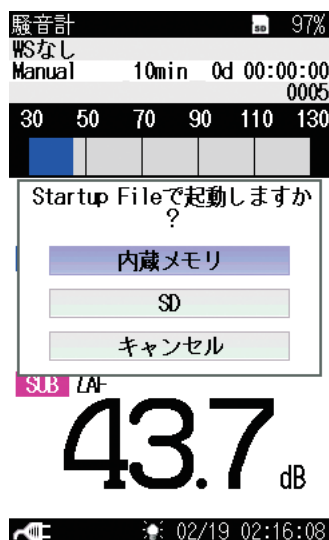 騒音計 SD 97%
WSなし
Manual 10min 0d 00:00:00
0005
30 50 70 90 110 130
Startup Fileで起動しますか
?
内蔵メモリ
SD
キャンセル
SUB LAF
43.7 dB
02/19 02:16:08